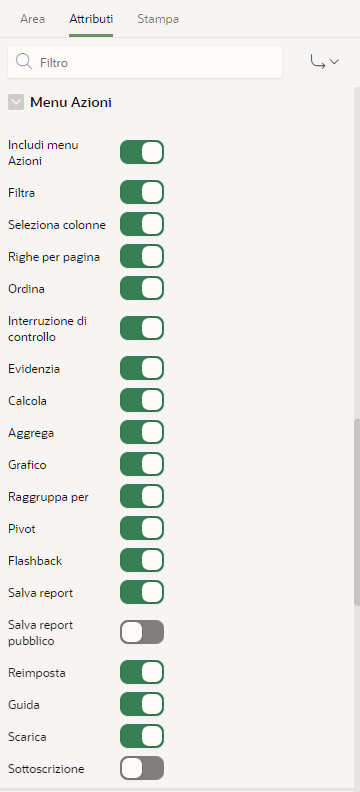 Area Attributi Stampa
Filtro
Menu Azioni
Includi menu
Azioni
Filtra
Seleziona colonne
Righe per pagina
Ordina
Interruzione di
controllo
Evidenzia
Calcola
Aggrega
Grafico
Raggruppa per
Pivot
Flashback
Salva report
Salva report
pubblico
Reimposta
Guida
Scarica
Sottoscrizione